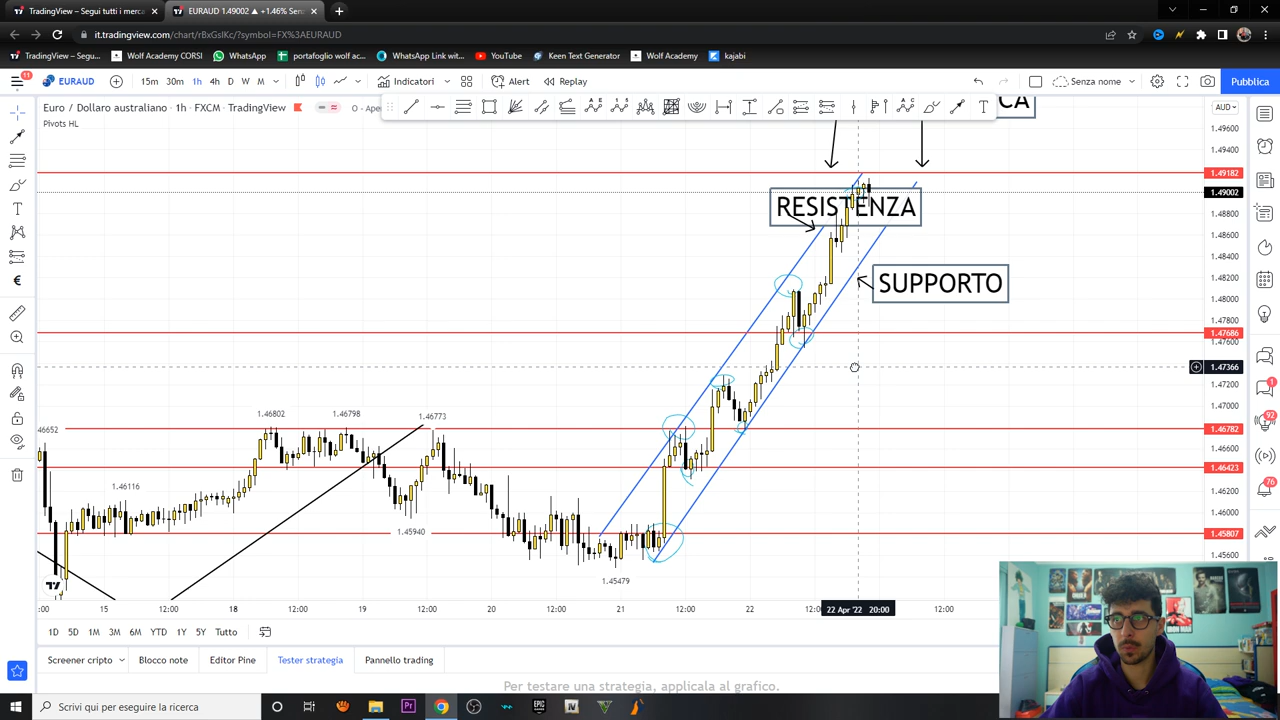 TradingView – Segui tutti i merca
EURAUD 1.49002 ▲ +1.46% Senz
it.tradingview.com/chart/rBxGslKc/?symbol=FX%3AEURAUD
TradingView – Segu...
Wolf Academy CORSI
WhatsApp
portafoglio wolf ac...
WhatsApp Link wit...
YouTube
Keen Text Generator
Wolf Academy
kajabi
11
EURAUD
15m 30m 1h 4h D W M
Indicatori
Alert
Replay
Senza nome
Pubblica
Euro / Dollaro australiano · 1h · FXCM · TradingView
O - Ape
CA
AUD
Pivots HL
1.49600
1.49400
1.49182
1.49002
RESISTENZA
1.48800
1.48600
1.48400
SUPPORTO
1.48200
1.48000
1.47800
1.47686
1.47600
1.47366
1.47200
1.47000
46652
1.46802
1.46798
1.46773
1.46782
1.46600
1.46423
1.46116
1.46200
1.46000
1.45940
1.45807
1.45600
1.45479
1
92
76
:00 15 12:00 18 12:00 19 12:00 20 12:00 21 12:00 22 12:0 22 Apr '22 20:00 12:00
1D 5D 1M 3M 6M YTD 1A 5Y Tutto
Screener cripto
Blocco note
Editor Pine
Tester strategia
Pannello trading
Per testare una strategia, applicala al grafico.
Scrivi qui per eseguire la ricerca